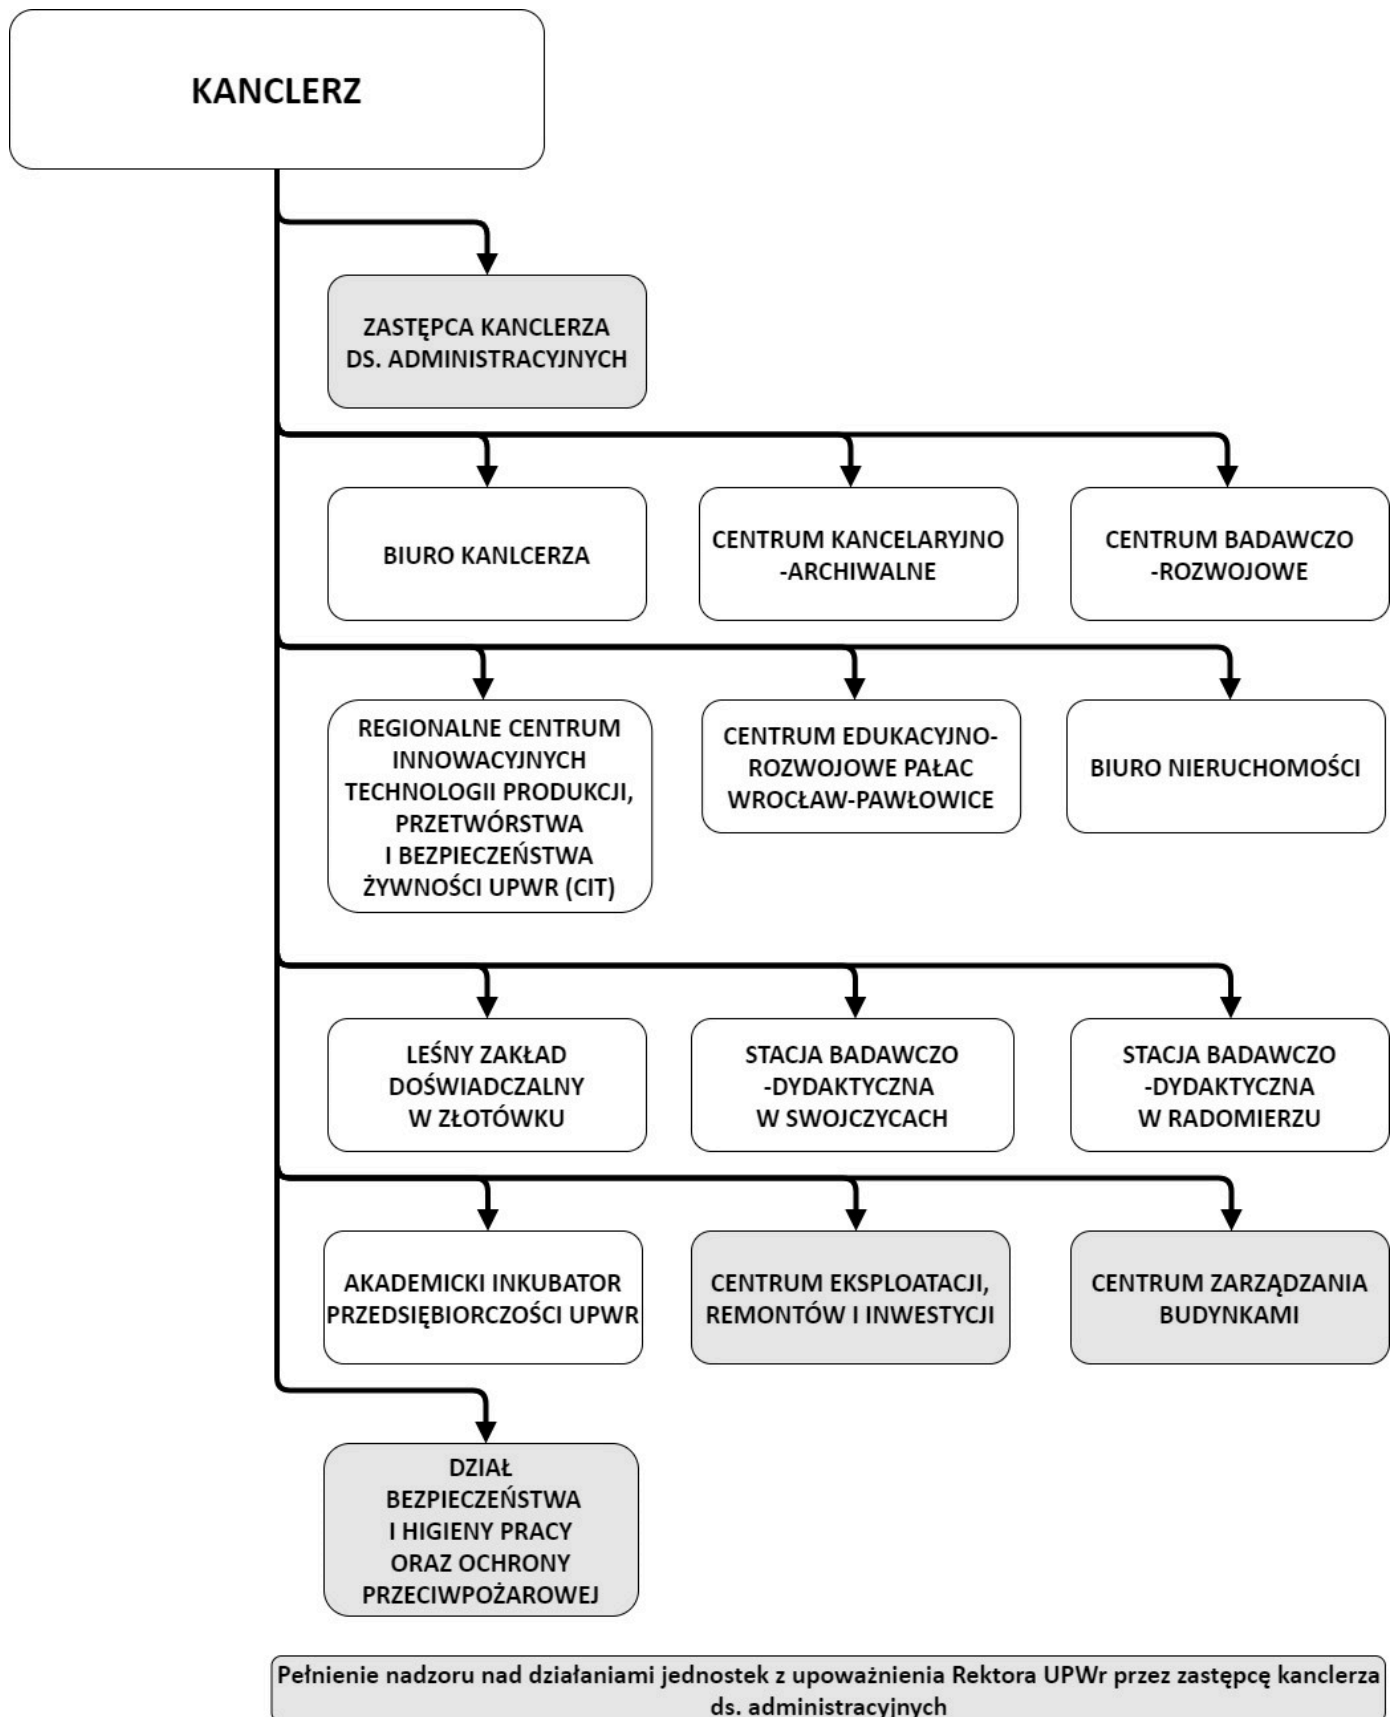 KANCLERZ
ZASTĘPCA KANCLERZA
DS. ADMINISTRACYJNYCH
BIURO KANLCERZA
CENTRUM KANCELARYJNO
-ARCHIWALNE
CENTRUM BADAWCZO
-ROZWOJOWE
REGIONALNE CENTRUM
INNOWACYJNYCH
TECHNOLOGII PRODUKCJI,
PRZETWÓRSTWA
I BEZPIECZEŃSTWA
ŻYWNOŚCI UPWR (CIT)
CENTRUM EDUKACYJNO-
ROZWOJOWE PAŁAC
WROCŁAW-PAWŁOWICE
BIURO NIERUCHOMOŚCI
LEŚNY ZAKŁAD
DOŚWIADCZALNY
W ZŁOTÓWKU
STACJA BADAWCZO
-DYDAKTYCZNA
W SWOJCZYCACH
STACJA BADAWCZO
-DYDAKTYCZNA
W RADOMIERZU
AKADEMICKI INKUBATOR
PRZEDSIĘBIORCZOŚCI UPWR
CENTRUM EKSPLOATACJI,
REMONTÓW I INWESTYCJI
CENTRUM ZARZĄDZANIA
BUDYNKAMI
DZIAŁ
BEZPIECZEŃSTWA
I HIGIENY PRACY
ORAZ OCHRONY
PRZECIWPOŻAROWEJ
Pełnienie nadzoru nad działaniami jednostek z upoważnienia Rektora UPWr przez zastępcę kanclerza
ds. administracyjnych